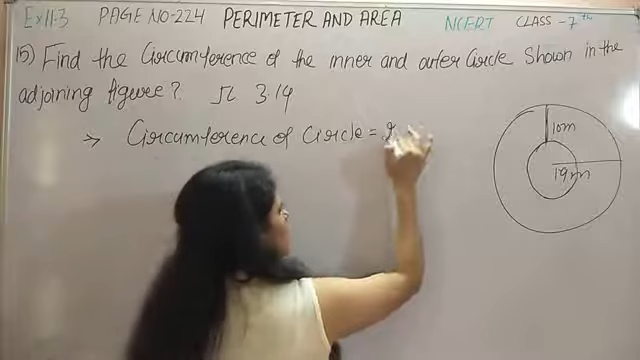 Ex 11.3 PAGE NO-224 PERIMETER AND AREA NCERT CLASS-7th
15) Find the Circumference of the inner and outer Circle Shown in the
adjoining figure? π 3.14
→ Circumference of Circle = 2
10m
19m